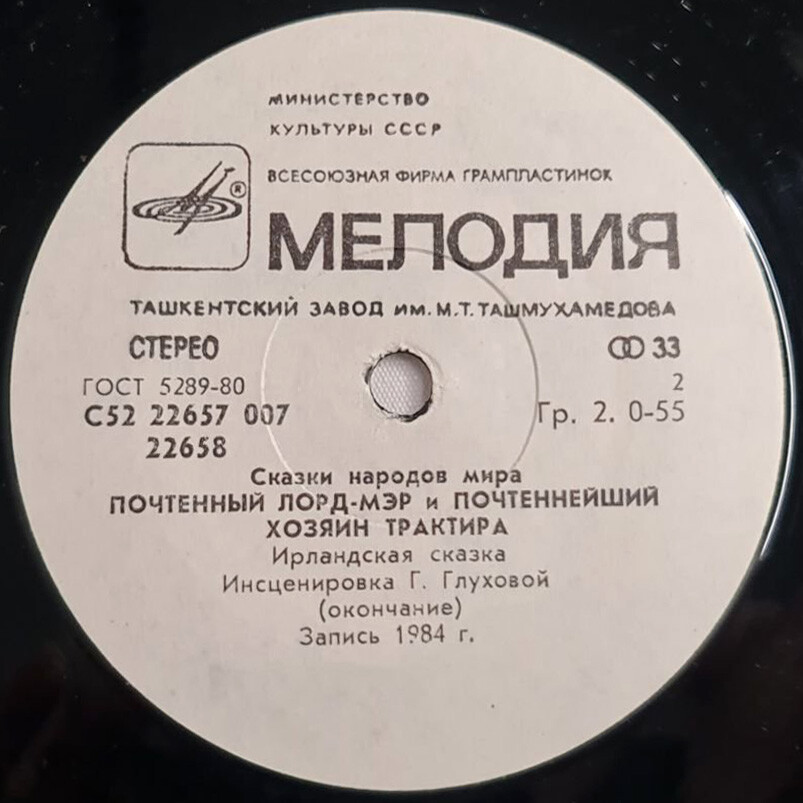 МИНИСТЕРСТВО
КУЛЬТУРЫ СССР
ВСЕСОЮЗНАЯ ФИРМА ГРАМПЛАСТИНОК
®
МЕЛОДИЯ
ТАШКЕНТСКИЙ ЗАВОД им. М.Т. ТАШМУХАМЕДОВА
СТЕРЕО 33
ГОСТ 5289-80 2
С52 22657 007 Гр. 2. 0-55
22658
Сказки народов мира
ПОЧТЕННЫЙ ЛОРД-МЭР и ПОЧТЕННЕЙШИЙ
ХОЗЯИН ТРАКТИРА
Ирландская сказка
Инсценировка Г. Глуховой
(окончание)
Запись 1984 г.